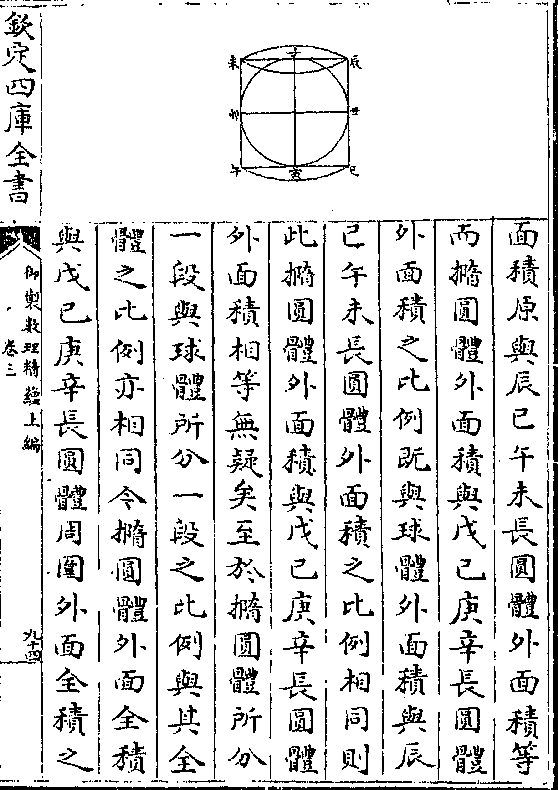 欽定四庫全書
御製數理精蘊上編
卷三
九十四
子
辰
未
丑
卯
巳
午
寅
面積原與辰巳午未長圓體外面積等
而撱圓體外面積與戊己庚辛長圓體
外面積之比例既與球體外面積與辰
巳午未長圓體外面積之比例相同則
此撱圓體外面積與戊己庚辛長圓體
外面積相等無疑矣至於撱圓體所分
一段與球體所分一段之比例與其全
體之比例亦相同今撱圓體外面全積
與戊己庚辛長圓體周圍外面全積之